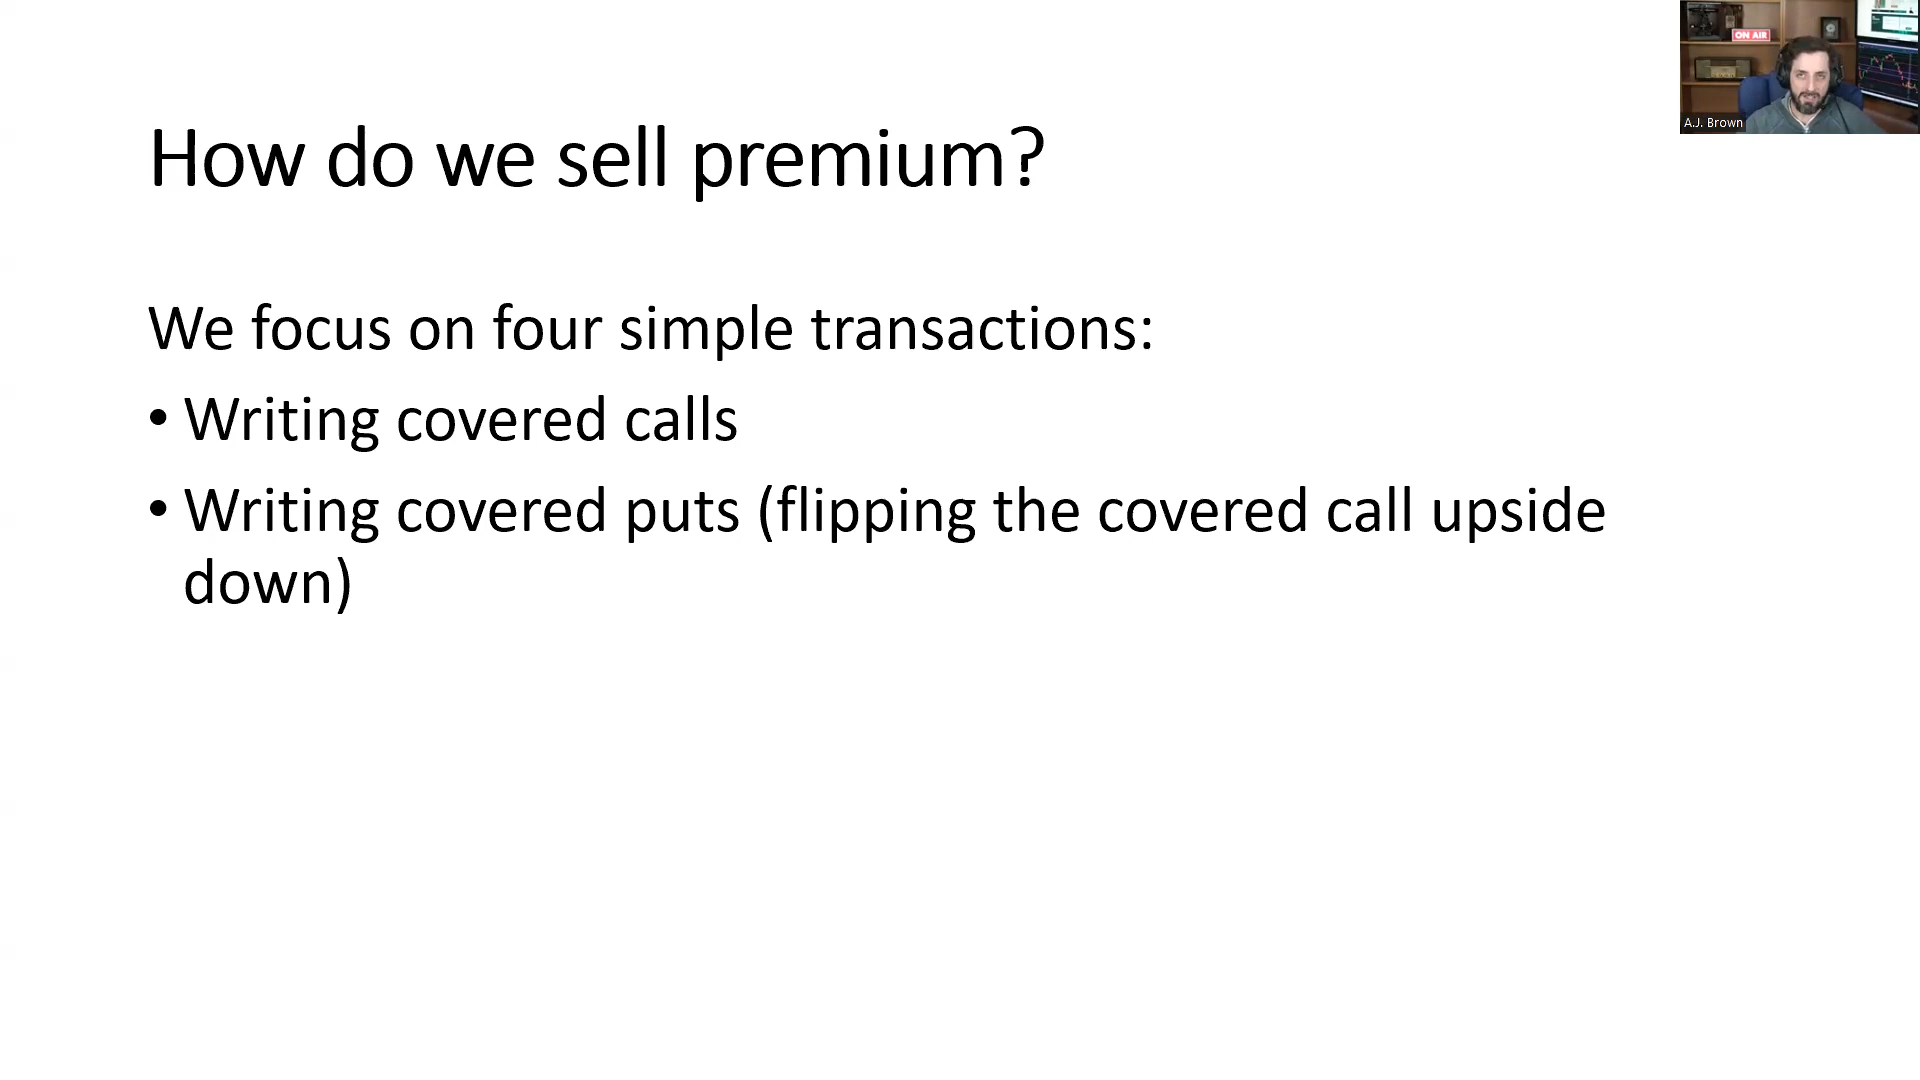 ON AIR
A.J. Brown
How do we sell premium?
We focus on four simple transactions:
• Writing covered calls
• Writing covered puts (flipping the covered call upside
down)